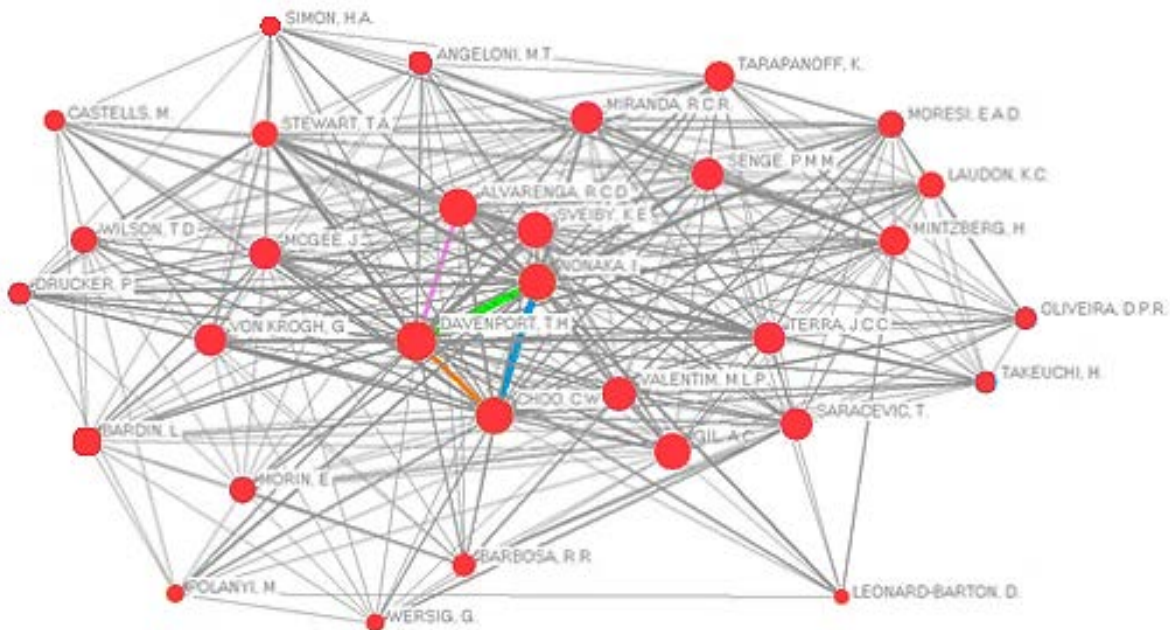 SIMON, H.A.
ANGELONI, M.T.
TARAPANOFF, K.
CASTELLS, M.
STEWART, T.A.
MIRANDA, R.C.R.
MORESI, E.A.D.
SENGE, P.M.M.
LAUDON, K.C.
ALVARENGA, R.C.D.
SVEIBY, K.E.
WILSON, T.D.
MCGEE, J.
MINTZBERG, H.
NONAKA, I.
DRUCKER, P.
OLIVEIRA, D.P.R.
VON KROGH, G.
DAVENPORT, T.H.
TERRA, J.C.C.
TAKEUCHI, H.
VALENTIM, M.L.P.
CHOO, C.W.
SARACEVIC, T.
BARDIN, L.
GIL, A.C.
MORIN, E.
BARBOSA, R.R.
POLANYI, M.
LEONARD-BARTON, D.
WERSIG, G.